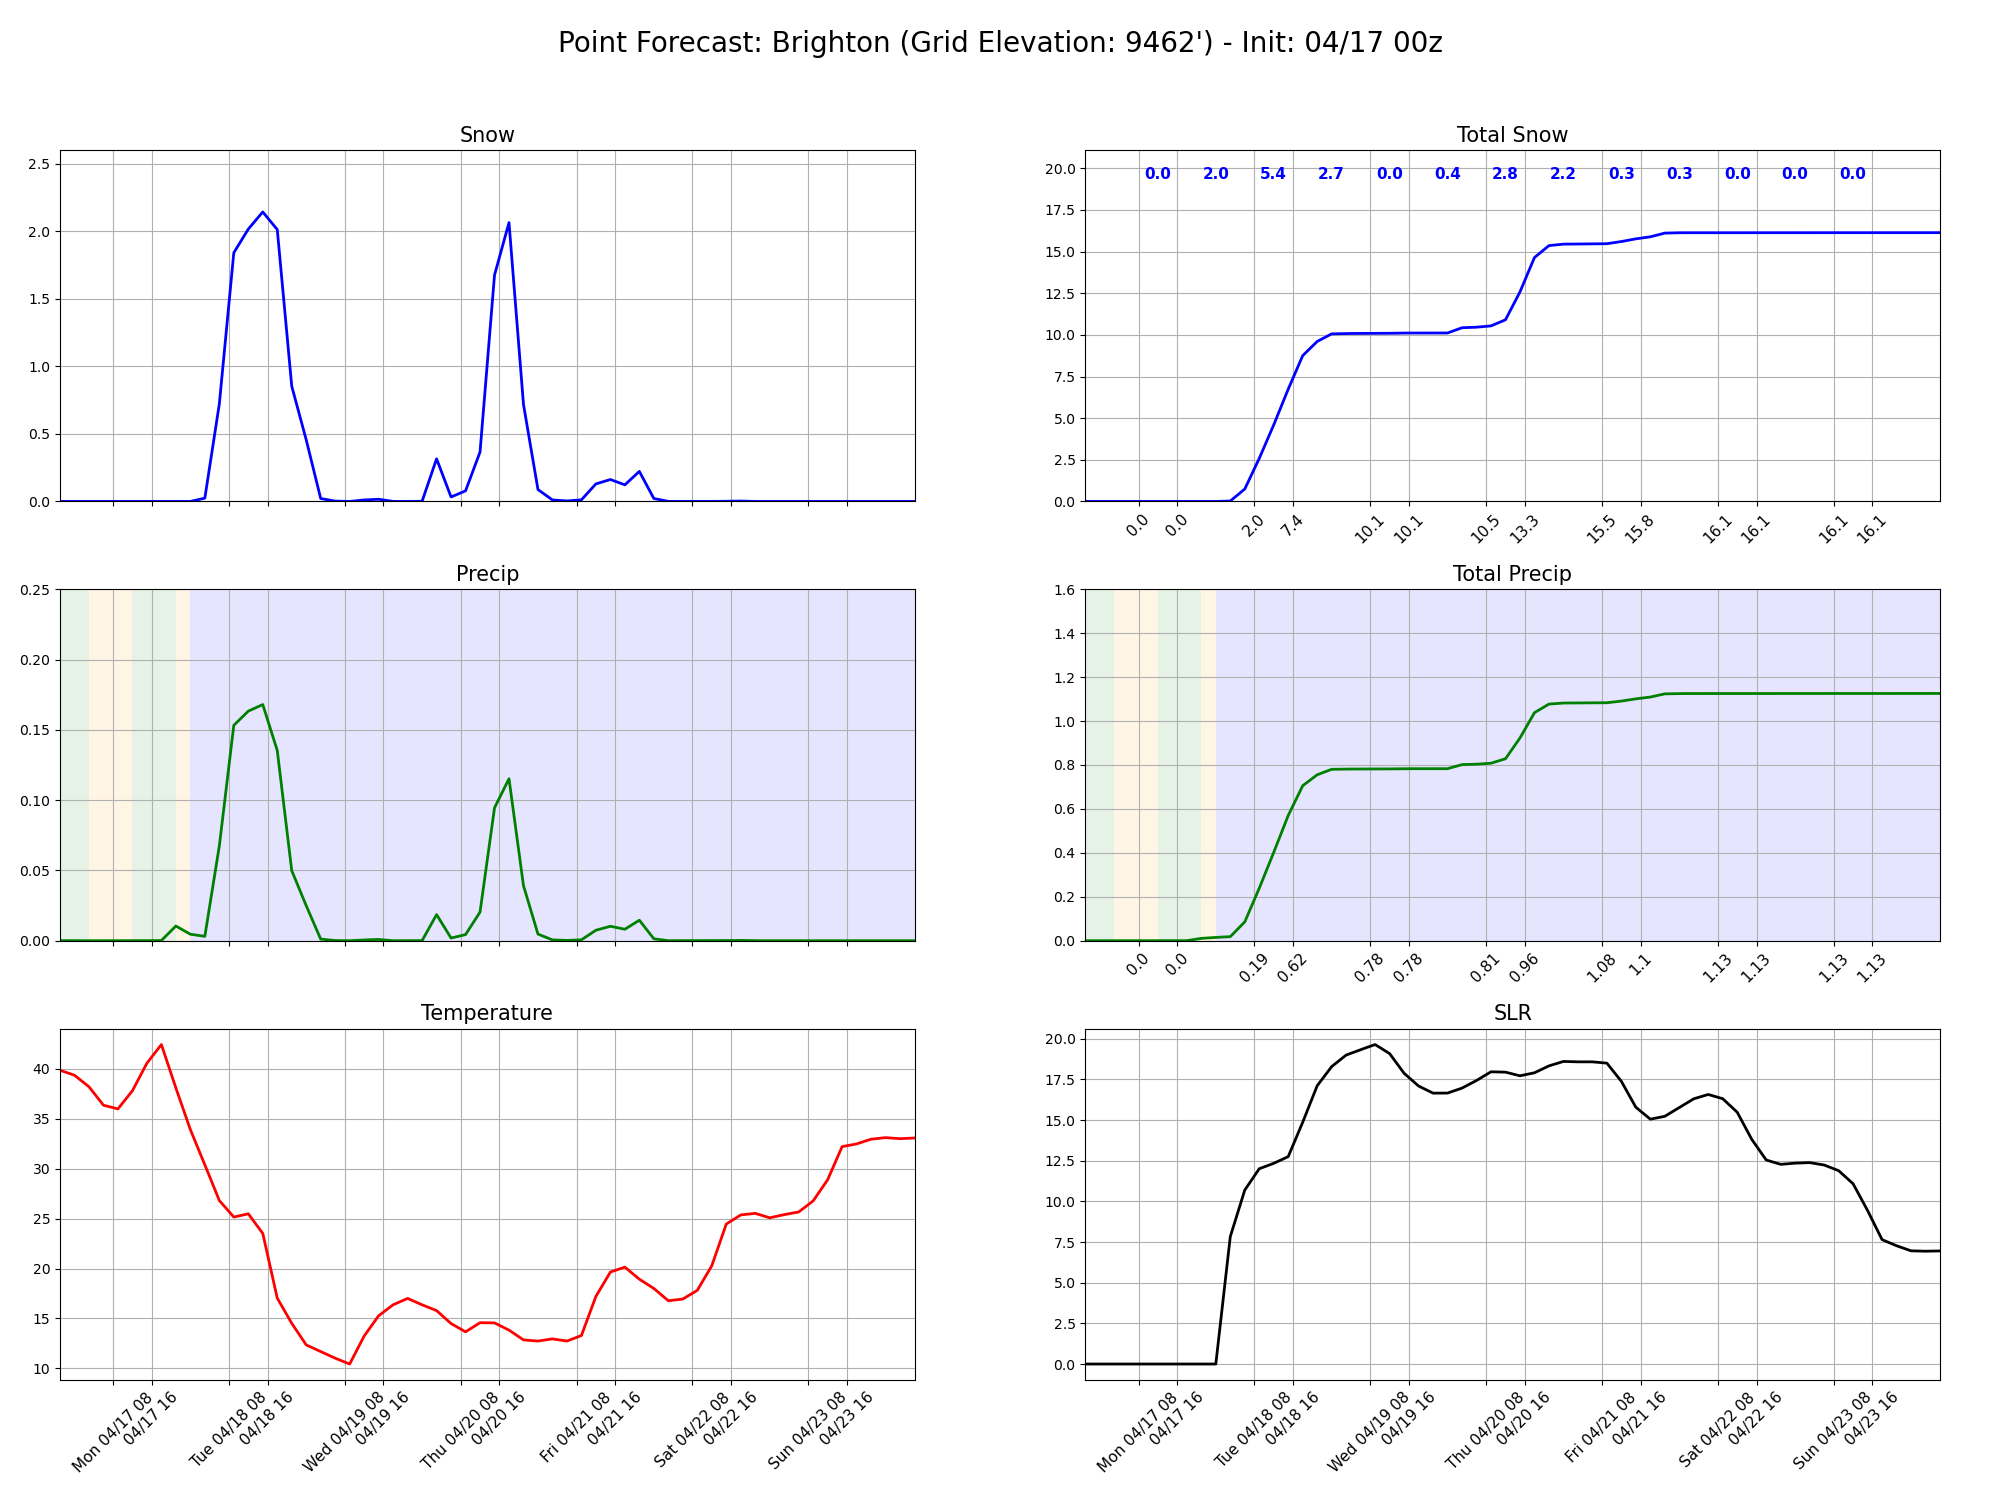 Point Forecast: Brighton (Grid Elevation: 9462') - Init: 04/17 00z
Snow
2.5
2.0
1.5
1.0
0.5
0.0
Total Snow
20.0
17.5
15.0
12.5
10.0
7.5
5.0
2.5
0.0
0.0 2.0 5.4 2.7 0.0 0.4 2.8 2.2 0.3 0.3 0.0 0.0 0.0
0.0 0.0 2.0 7.4 10.1 10.1 10.5 13.3 15.5 15.8 16.1 16.1 16.1 16.1
Precip
0.25
0.20
0.15
0.10
0.05
0.00
Total Precip
1.6
1.4
1.2
1.0
0.8
0.6
0.4
0.2
0.0
0.0 0.0 0.19 0.62 0.78 0.78 0.81 0.96 1.08 1.1 1.13 1.13 1.13 1.13
Temperature
40
35
30
25
20
15
10
Mon 04/17 08
04/17 16
Tue 04/18 08
04/18 16
Wed 04/19 08
04/19 16
Thu 04/20 08
04/20 16
Fri 04/21 08
04/21 16
Sat 04/22 08
04/22 16
Sun 04/23 08
04/23 16
SLR
20.0
17.5
15.0
12.5
10.0
7.5
5.0
2.5
0.0
Mon 04/17 08
04/17 16
Tue 04/18 08
04/18 16
Wed 04/19 08
04/19 16
Thu 04/20 08
04/20 16
Fri 04/21 08
04/21 16
Sat 04/22 08
04/22 16
Sun 04/23 08
04/23 16